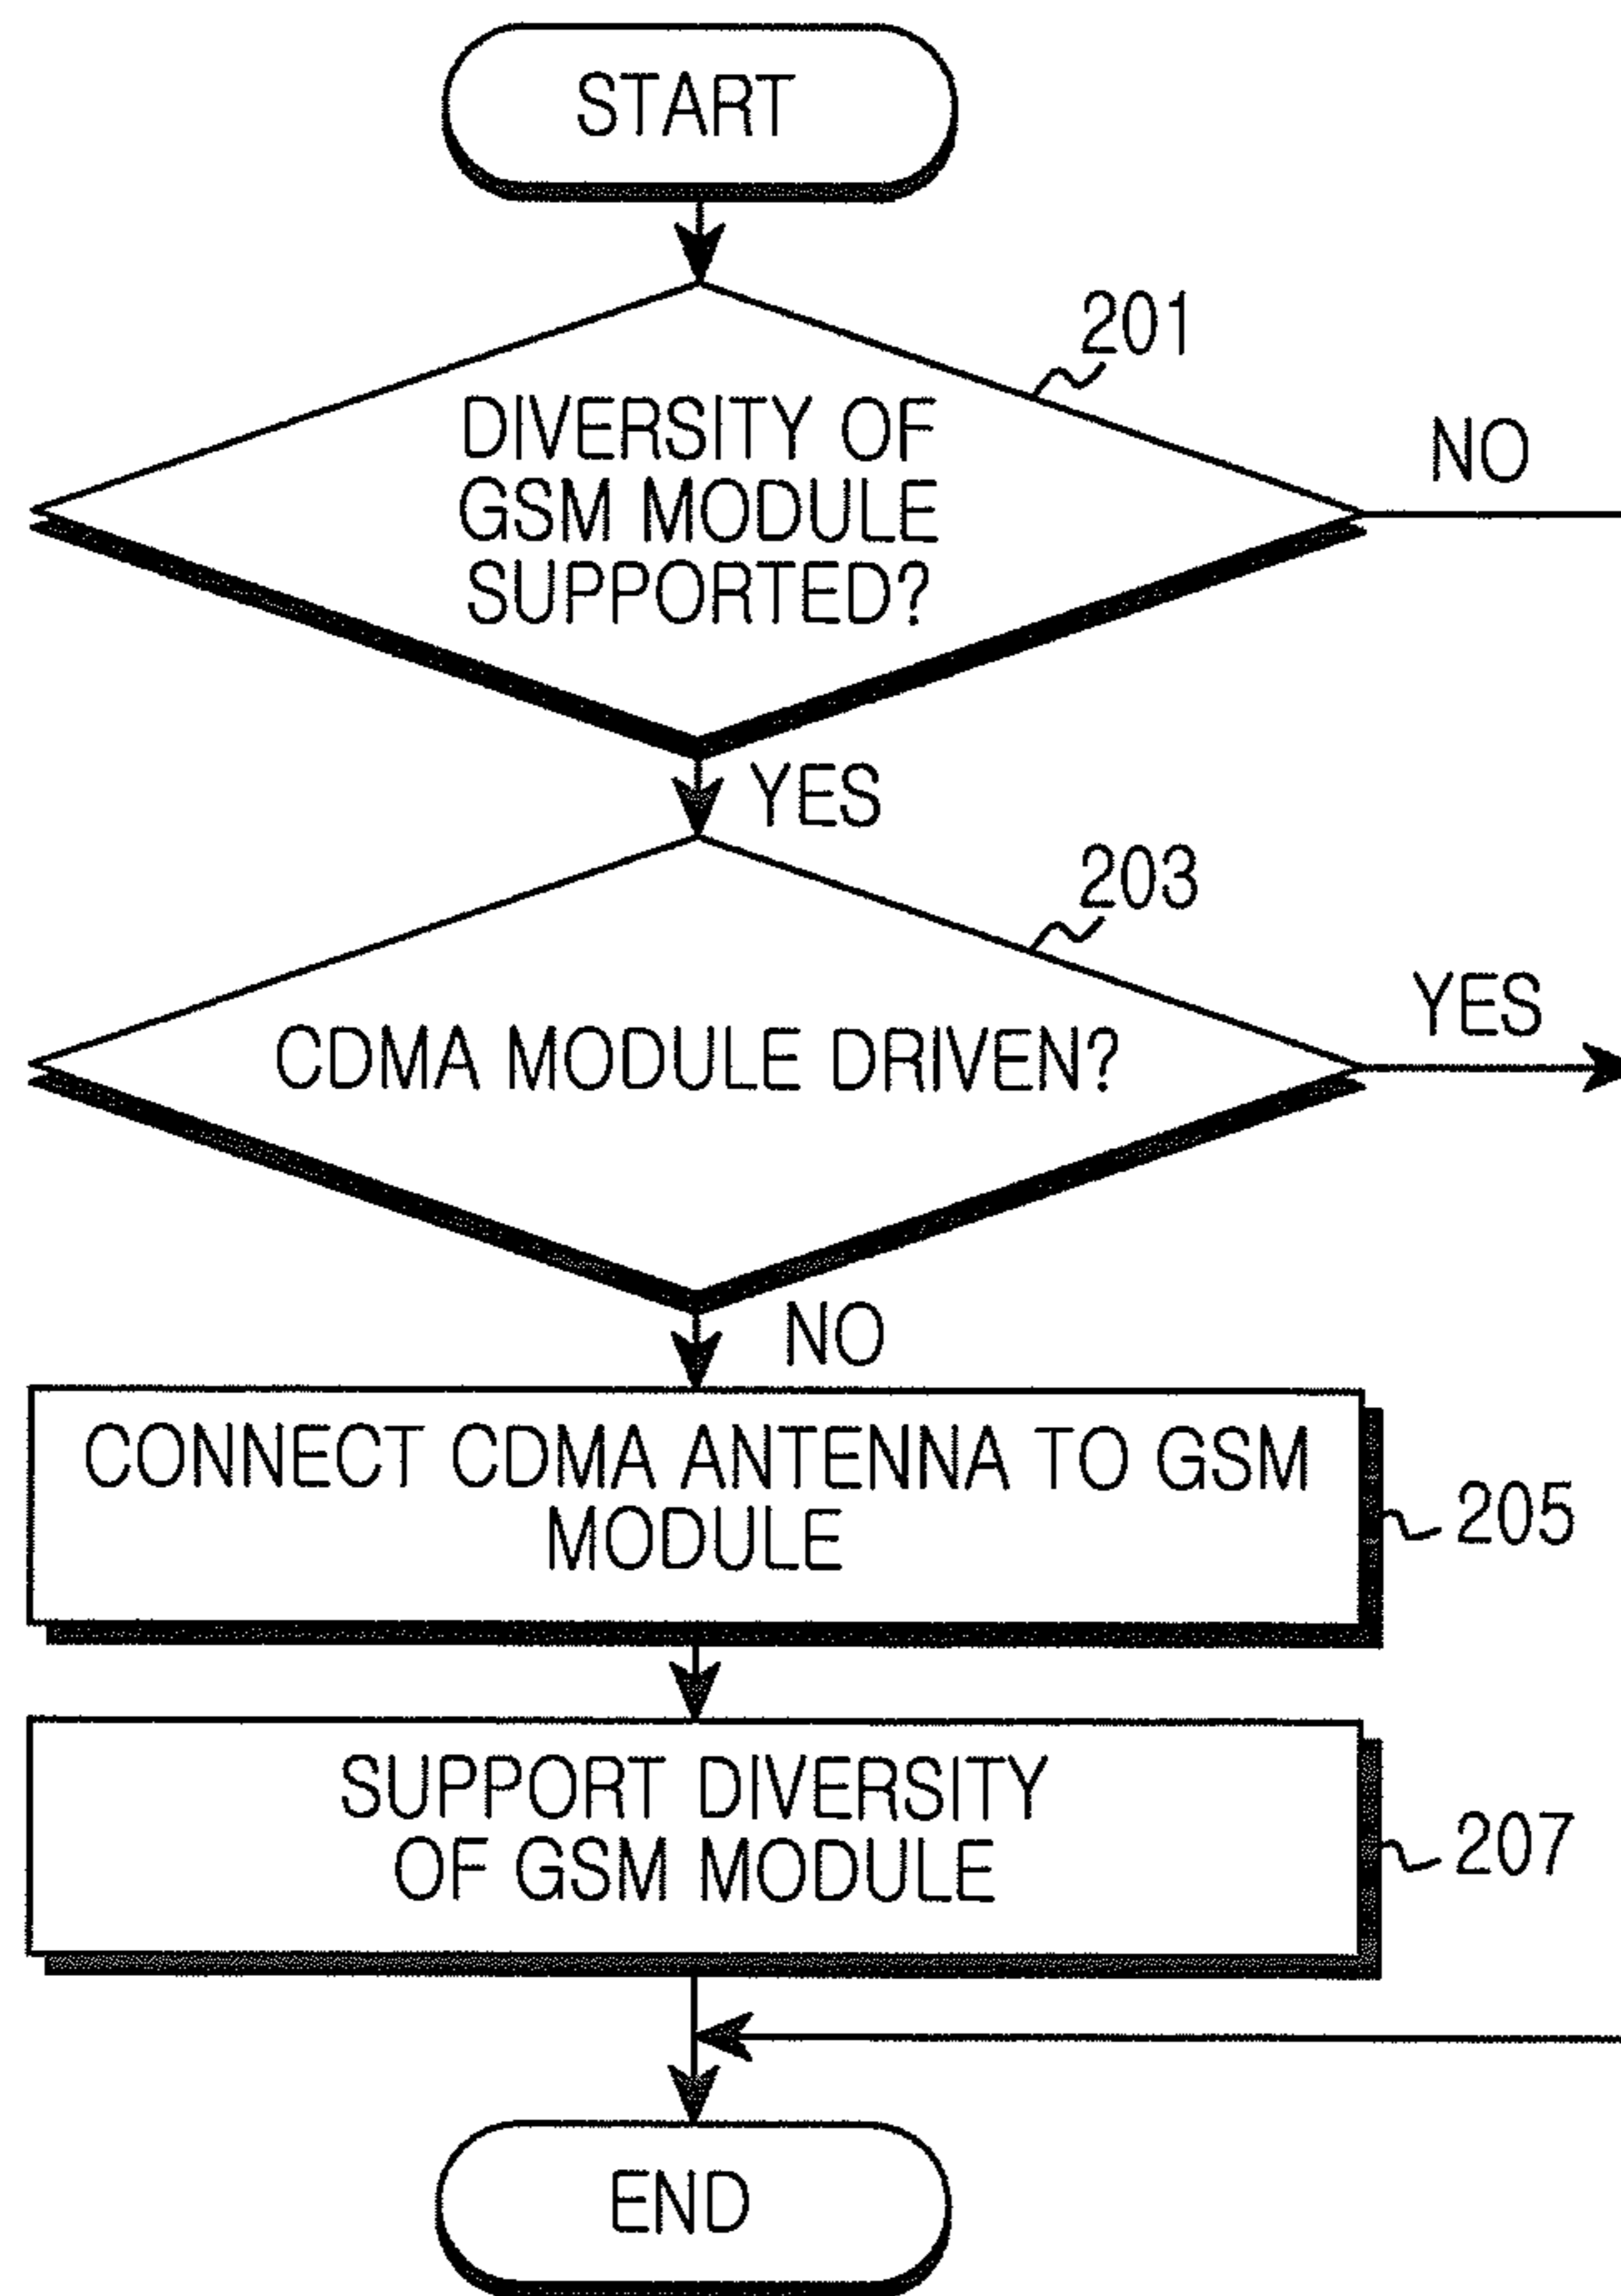 START
201
DIVERSITY OF
GSM MODULE
SUPPORTED?
NO
YES
203
CDMA MODULE DRIVEN?
YES
NO
CONNECT CDMA ANTENNA TO GSM
MODULE
205
SUPPORT DIVERSITY
OF GSM MODULE
207
END